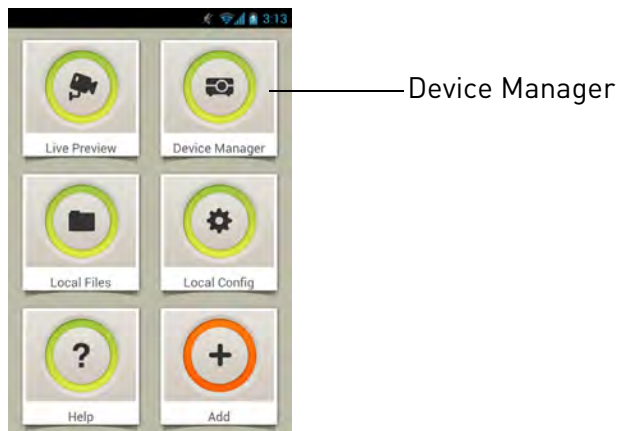 3:13
Live Preview Device Manager
Device Manager
Local Files Local Config
?
Help Add